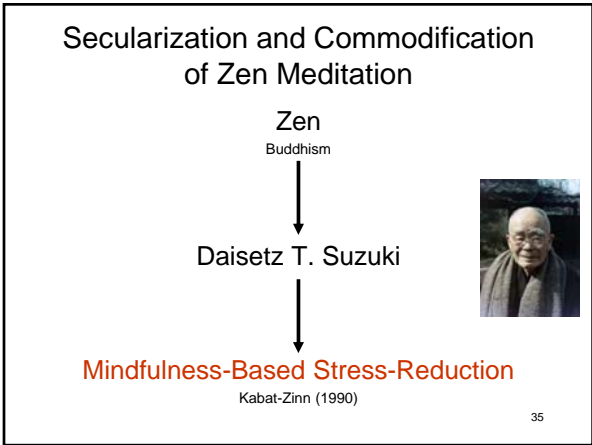 Secularization and Commodification
of Zen Meditation
Zen
Buddhism
Daisetz T. Suzuki
Mindfulness-Based Stress-Reduction
Kabat-Zinn (1990)
35